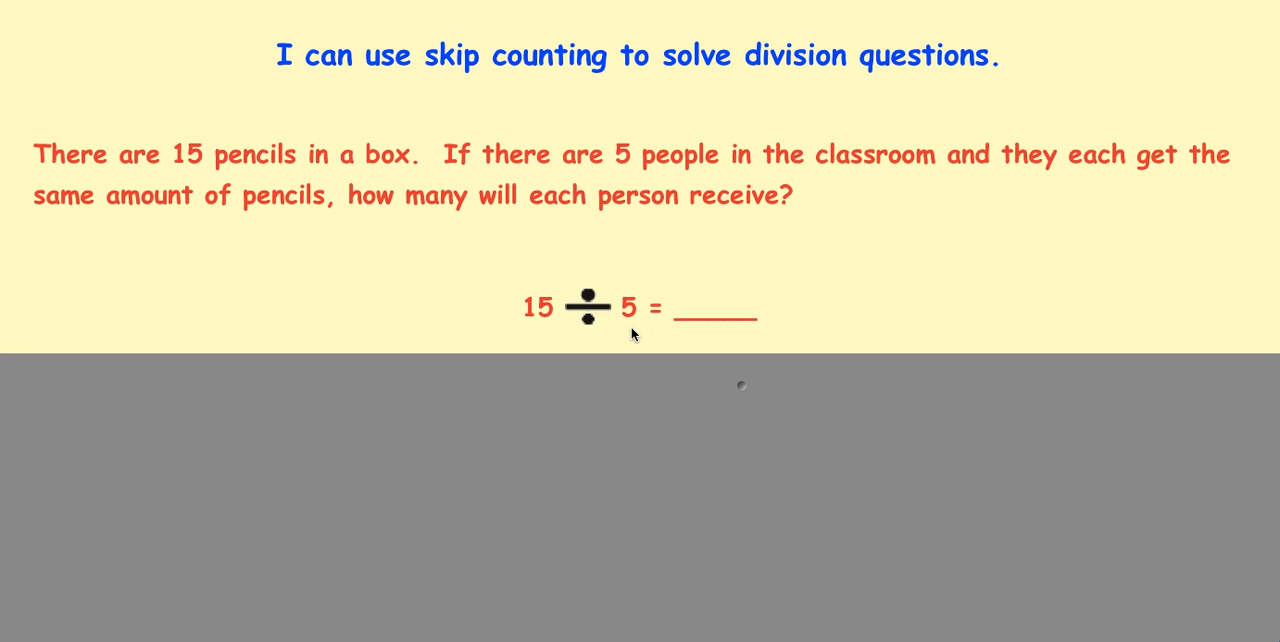 I can use skip counting to solve division questions.
There are 15 pencils in a box. If there are 5 people in the classroom and they each get the
same amount of pencils, how many will each person receive?
15 ÷ 5 = _____